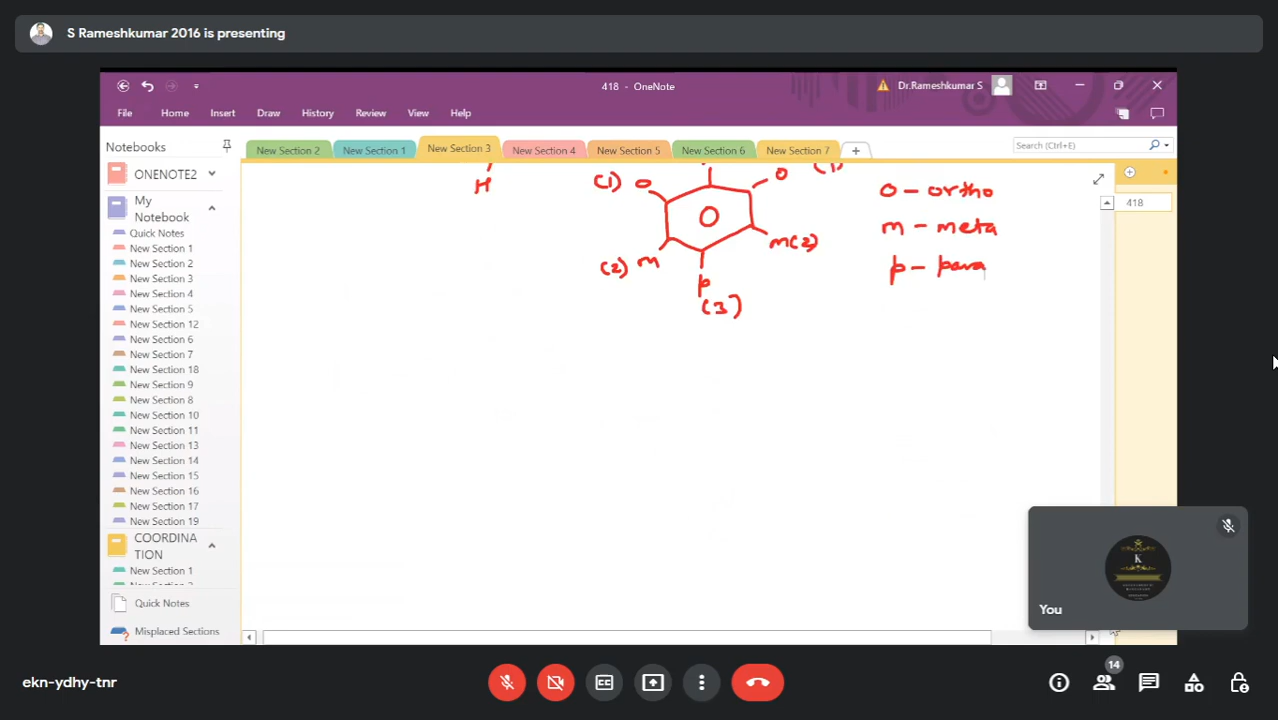 S Rameshkumar 2016 is presenting
418 - OneNote
Dr.Rameshkumar S
File Home Insert Draw History Review View Help
Notebooks
New Section 2 New Section 1 New Section 3 New Section 4 New Section 5 New Section 6 New Section 7
Search (Ctrl+E)
ONENOTE2
My Notebook
Quick Notes
New Section 1
New Section 2
New Section 3
New Section 4
New Section 5
New Section 12
New Section 6
New Section 7
New Section 18
New Section 9
New Section 8
New Section 10
New Section 11
New Section 13
New Section 14
New Section 15
New Section 16
New Section 17
New Section 19
COORDINA
TION
New Section 1
Quick Notes
Misplaced Sections
H
(1) O
O (1)
O
(2) m
m(2)
p
(3)
O - ortho
m - meta
p - para
418
K
You
ekn-ydhy-tnr
CC
14